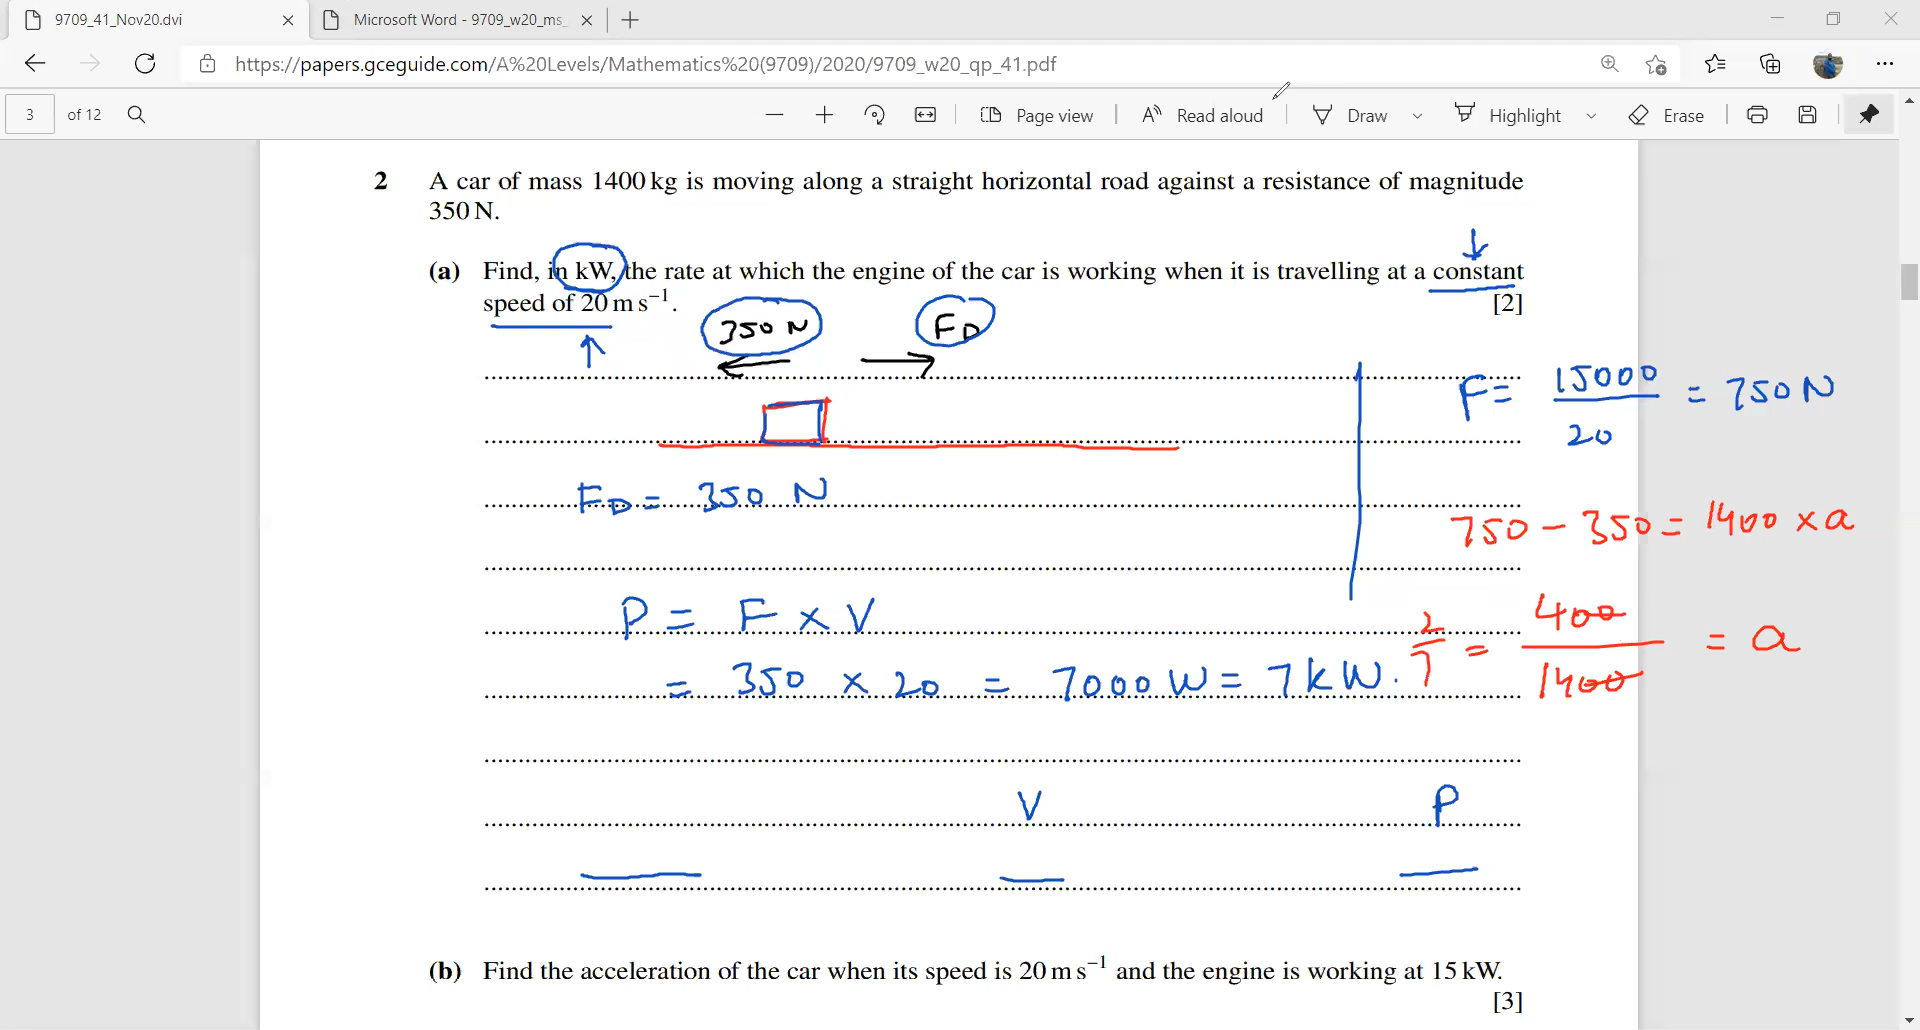 9709_41_Nov20.dvi
Microsoft Word - 9709_w20_ms_
https://papers.gceguide.com/A%20Levels/Mathematics%20(9709)/2020/9709_w20_qp_41.pdf
3 of 12
Page view
Read aloud
Draw
Highlight
Erase
2 A car of mass 1400 kg is moving along a straight horizontal road against a resistance of magnitude
350 N.
(a) Find, in kW, the rate at which the engine of the car is working when it is travelling at a constant
speed of 20 m s⁻¹. [2]
350 N
F_D
F = 15000/20 = 750 N
F_D = 350 N
750 - 350 = 1400 × a
P = F × V
2/7 = 400/1400 = a
= 350 × 20 = 7000 W = 7 kW.
V
P
(b) Find the acceleration of the car when its speed is 20 m s⁻¹ and the engine is working at 15 kW.
[3]